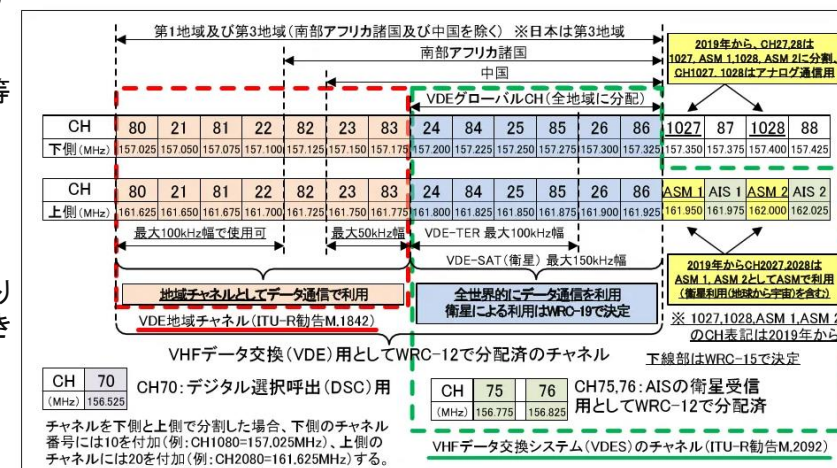 等
り
き
第1地域及び第3地域(南部アフリカ諸国及び中国を除く) ※日本は第3地域
南部アフリカ諸国
中国
VDEグローバルCH(全地域に分配)
2019年から、CH27,28は
1027, ASM 1,1028, ASM 2に分割、
CH1027, 1028はアナログ通信用
CH 80 21 81 22 82 23 83 24 84 25 85 26 86 1027 87 1028 88
下側(MHz) 157.025 157.050 157.075 157.100 157.125 157.150 157.175 157.200 157.225 157.250 157.275 157.300 157.325 157.350 157.375 157.400 157.425
CH 80 21 81 22 82 23 83 24 84 25 85 26 86 ASM 1 AIS 1 ASM 2 AIS 2
上側(MHz) 161.625 161.650 161.675 161.700 161.725 161.750 161.775 161.800 161.825 161.850 161.875 161.900 161.925 161.950 161.975 162.000 162.025
最大100kHz幅で使用可
最大50kHz幅
VDE-TER 最大100kHz幅
VDE-SAT(衛星) 最大150kHz幅
地域チャネルとしてデータ通信で利用
全世界的にデータ通信を利用
衛星による利用はWRC-19で決定
2019年からCH2027,2028は
ASM 1, ASM 2としてASMで利用
(衛星利用(地球から宇宙)を含む)
VDE地域チャネル(ITU-R勧告M.1842)
※ 1027,1028,ASM 1,ASM 2
のCH表記は2019年から
VHFデータ交換(VDE)用としてWRC-12で分配済のチャネル
下線部はWRC-15で決定
CH 70
(MHz) 156.525
CH70:デジタル選択呼出(DSC)用
CH 75 76
(MHz) 156.775 156.825
CH75,76:AISの衛星受信
用としてWRC-12で分配済
チャネルを下側と上側で分割した場合、下側のチャネル
番号には10を付加(例:CH1080=157.025MHz)、上側の
チャネルには20を付加(例:CH2080=161,625MHz)する。
VHFデータ交換システム(VDES)のチャネル(ITU-R勧告M.2092)